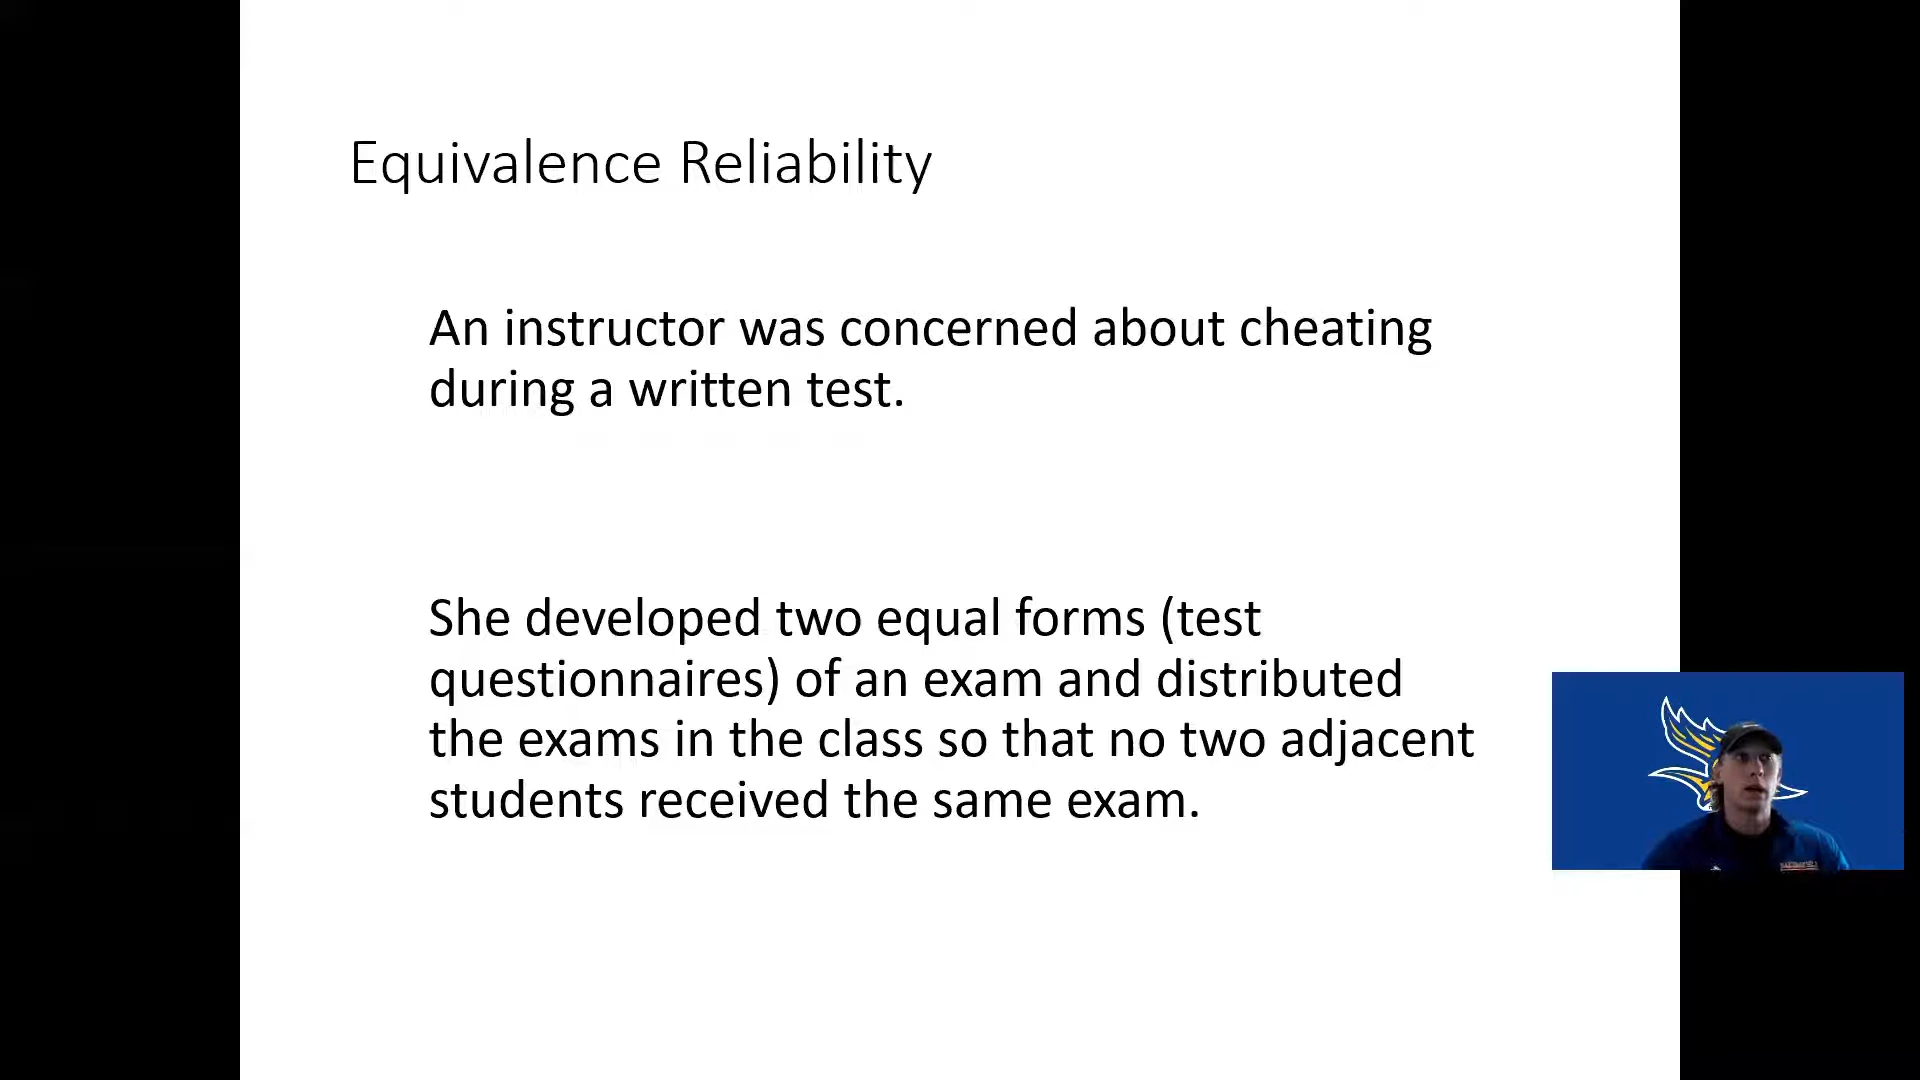 Equivalence Reliability
An instructor was concerned about cheating
during a written test.
She developed two equal forms (test
questionnaires) of an exam and distributed
the exams in the class so that no two adjacent
students received the same exam.